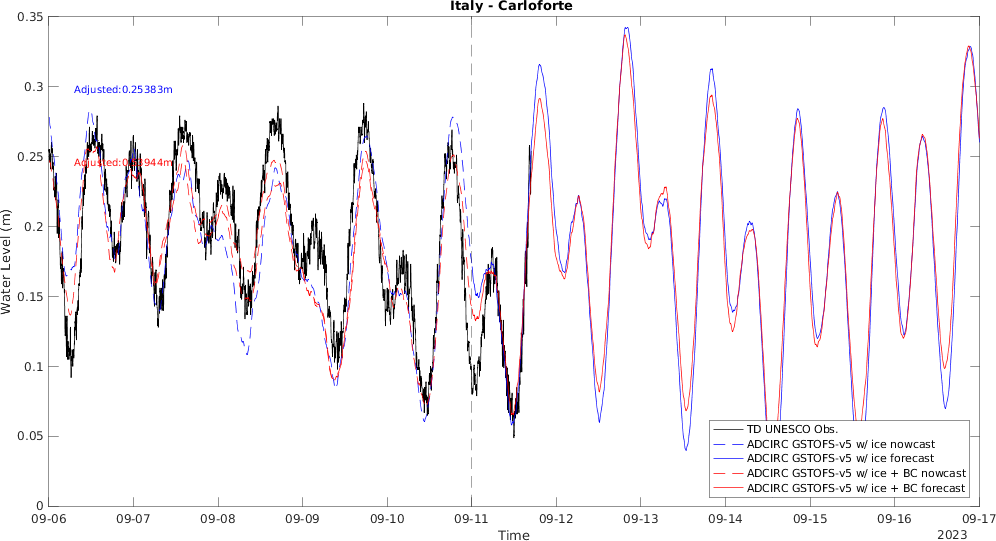 Italy - Carloforte
0.35
0.3
0.25
0.2
0.15
0.1
0.05
0
Water Level (m)
Adjusted:0.25383m
09-06
09-07
09-08
09-09
09-10
09-11
09-12
09-13
09-14
09-15
09-16
09-17
Time
2023
TD UNESCO Obs.
ADCIRC GSTOFS-v5 w/ ice nowcast
ADCIRC GSTOFS-v5 w/ ice forecast
ADCIRC GSTOFS-v5 w/ ice + BC nowcast
ADCIRC GSTOFS-v5 w/ ice + BC forecast